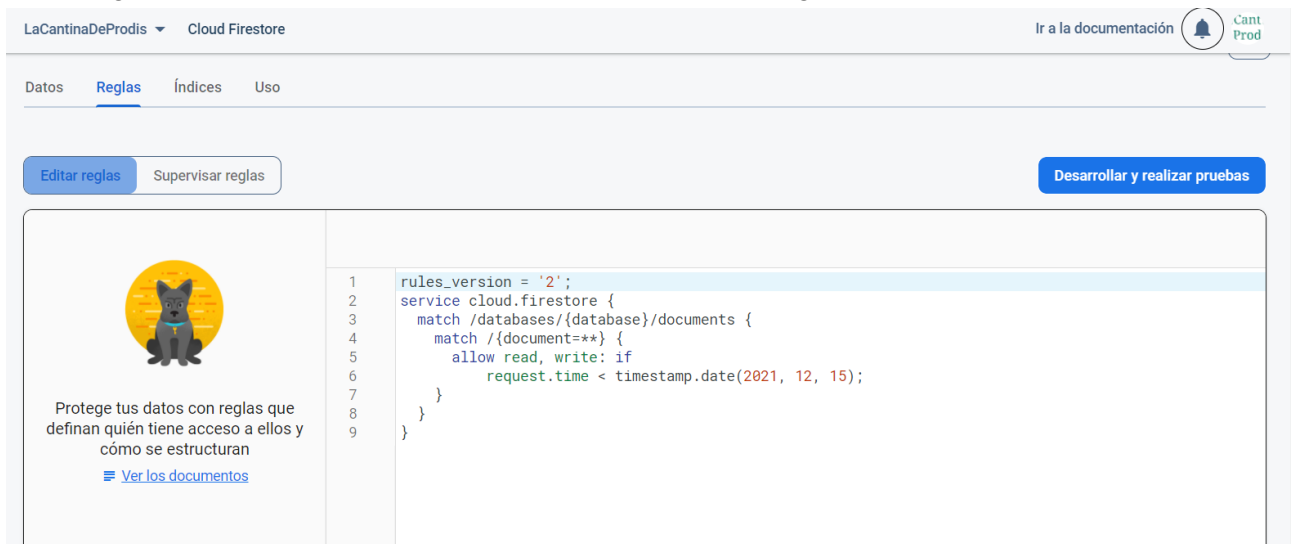 LaCantinaDeProdis Cloud Firestore Ir a la documentación Cant
Prod
Datos Reglas Índices Uso
Editar reglas Supervisar reglas Desarrollar y realizar pruebas
Protege tus datos con reglas que
definan quién tiene acceso a ellos y
cómo se estructuran
Ver los documentos
1 rules_version = '2';
2 service cloud.firestore {
3 match /databases/{database}/documents {
4 match /{document=**} {
5 allow read, write: if
6 request.time < timestamp.date(2021, 12, 15);
7 }
8 }
9 }